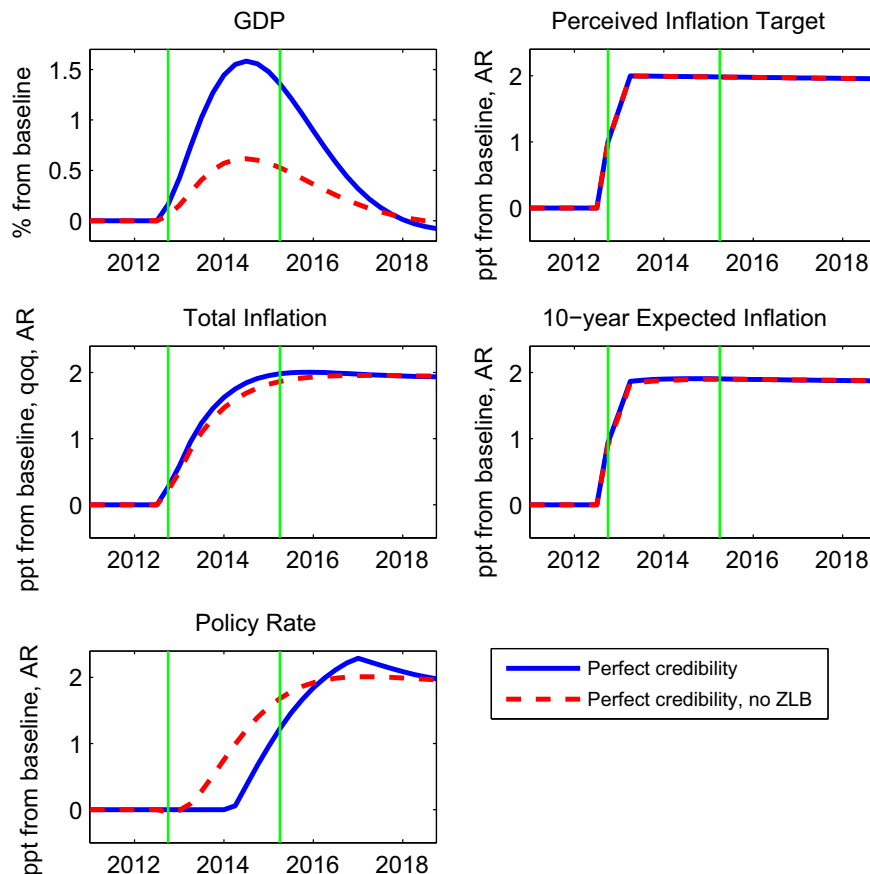 GDP
% from baseline
1.5
1
0.5
0
2012 2014 2016 2018
Perceived Inflation Target
ppt from baseline, AR
2
1
0
2012 2014 2016 2018
Total Inflation
ppt from baseline, qoq, AR
2
1
0
2012 2014 2016 2018
10−year Expected Inflation
ppt from baseline, AR
2
1
0
2012 2014 2016 2018
Policy Rate
ppt from baseline, AR
2
1
0
2012 2014 2016 2018
Perfect credibility
Perfect credibility, no ZLB